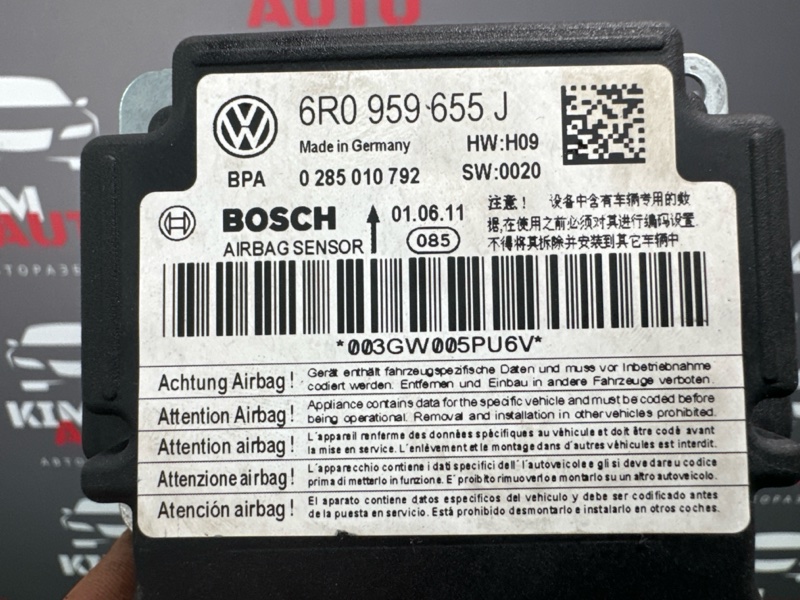 AUTO
6R0 959 655 J
Made in Germany
HW:H09
BPA
0 285 010 792
SW:0020
BOSCH
01.06.11
AIRBAG SENSOR
085
注意! 设备中含有车辆专用的数
据,在使用之前必须对其进行编码设置.
不得将其拆除并安装到其它车辆中
*003GW005PU6V*
Achtung Airbag!
Gerät enthält fahrzeugspezifische Daten und muss vor Inbetriebnahme
codiert werden. Entfernen und Einbau in andere Fahrzeuge verboten.
Attention Airbag!
Appliance contains data for the specific vehicle and must be coded before
being operational. Removal and installation in other vehicles prohibited.
Attention airbag!
L'appareil renferme des données spécifiques au véhicule et doit être codé avant
la mise en service. L'enlèvement et le montage dans d'autres véhicules est interdit.
Attenzione airbag!
L'apparecchio contiene i dati specifici dell'autoveicolo e gli si deve dare u codice
prima di metterlo in funzione. E' proibito rimuoverlo e montarlo su un altro autoveicolo.
Atención airbag!
El aparato contiene datos específicos del vehículo y debe ser codificado antes
de la puesta en servicio. Está prohibido desmontarlo e instalarlo en otros coches.